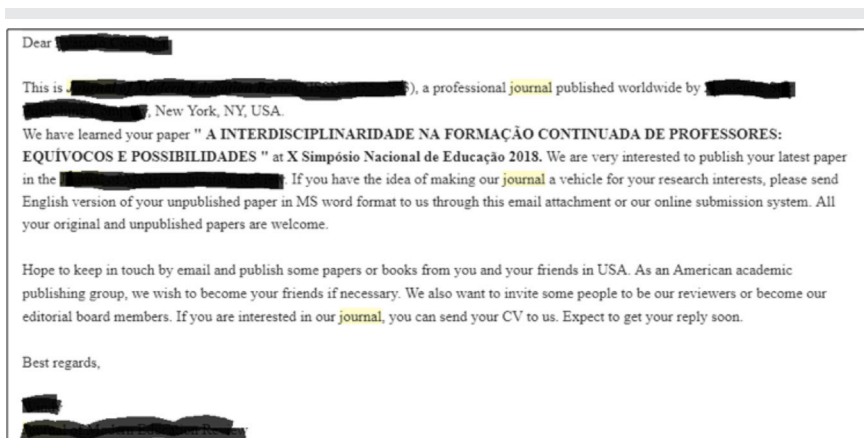 Dear
This is ), a professional journal published worldwide by
, New York, NY, USA.
We have learned your paper " A INTERDISCIPLINARIDADE NA FORMAÇÃO CONTINUADA DE PROFESSORES:
EQUÍVOCOS E POSSIBILIDADES " at X Simpósio Nacional de Educação 2018. We are very interested to publish your latest paper
in the . If you have the idea of making our journal a vehicle for your research interests, please send
English version of your unpublished paper in MS word format to us through this email attachment or our online submission system. All
your original and unpublished papers are welcome.
Hope to keep in touch by email and publish some papers or books from you and your friends in USA. As an American academic
publishing group, we wish to become your friends if necessary. We also want to invite some people to be our reviewers or become our
editorial board members. If you are interested in our journal, you can send your CV to us. Expect to get your reply soon.
Best regards,